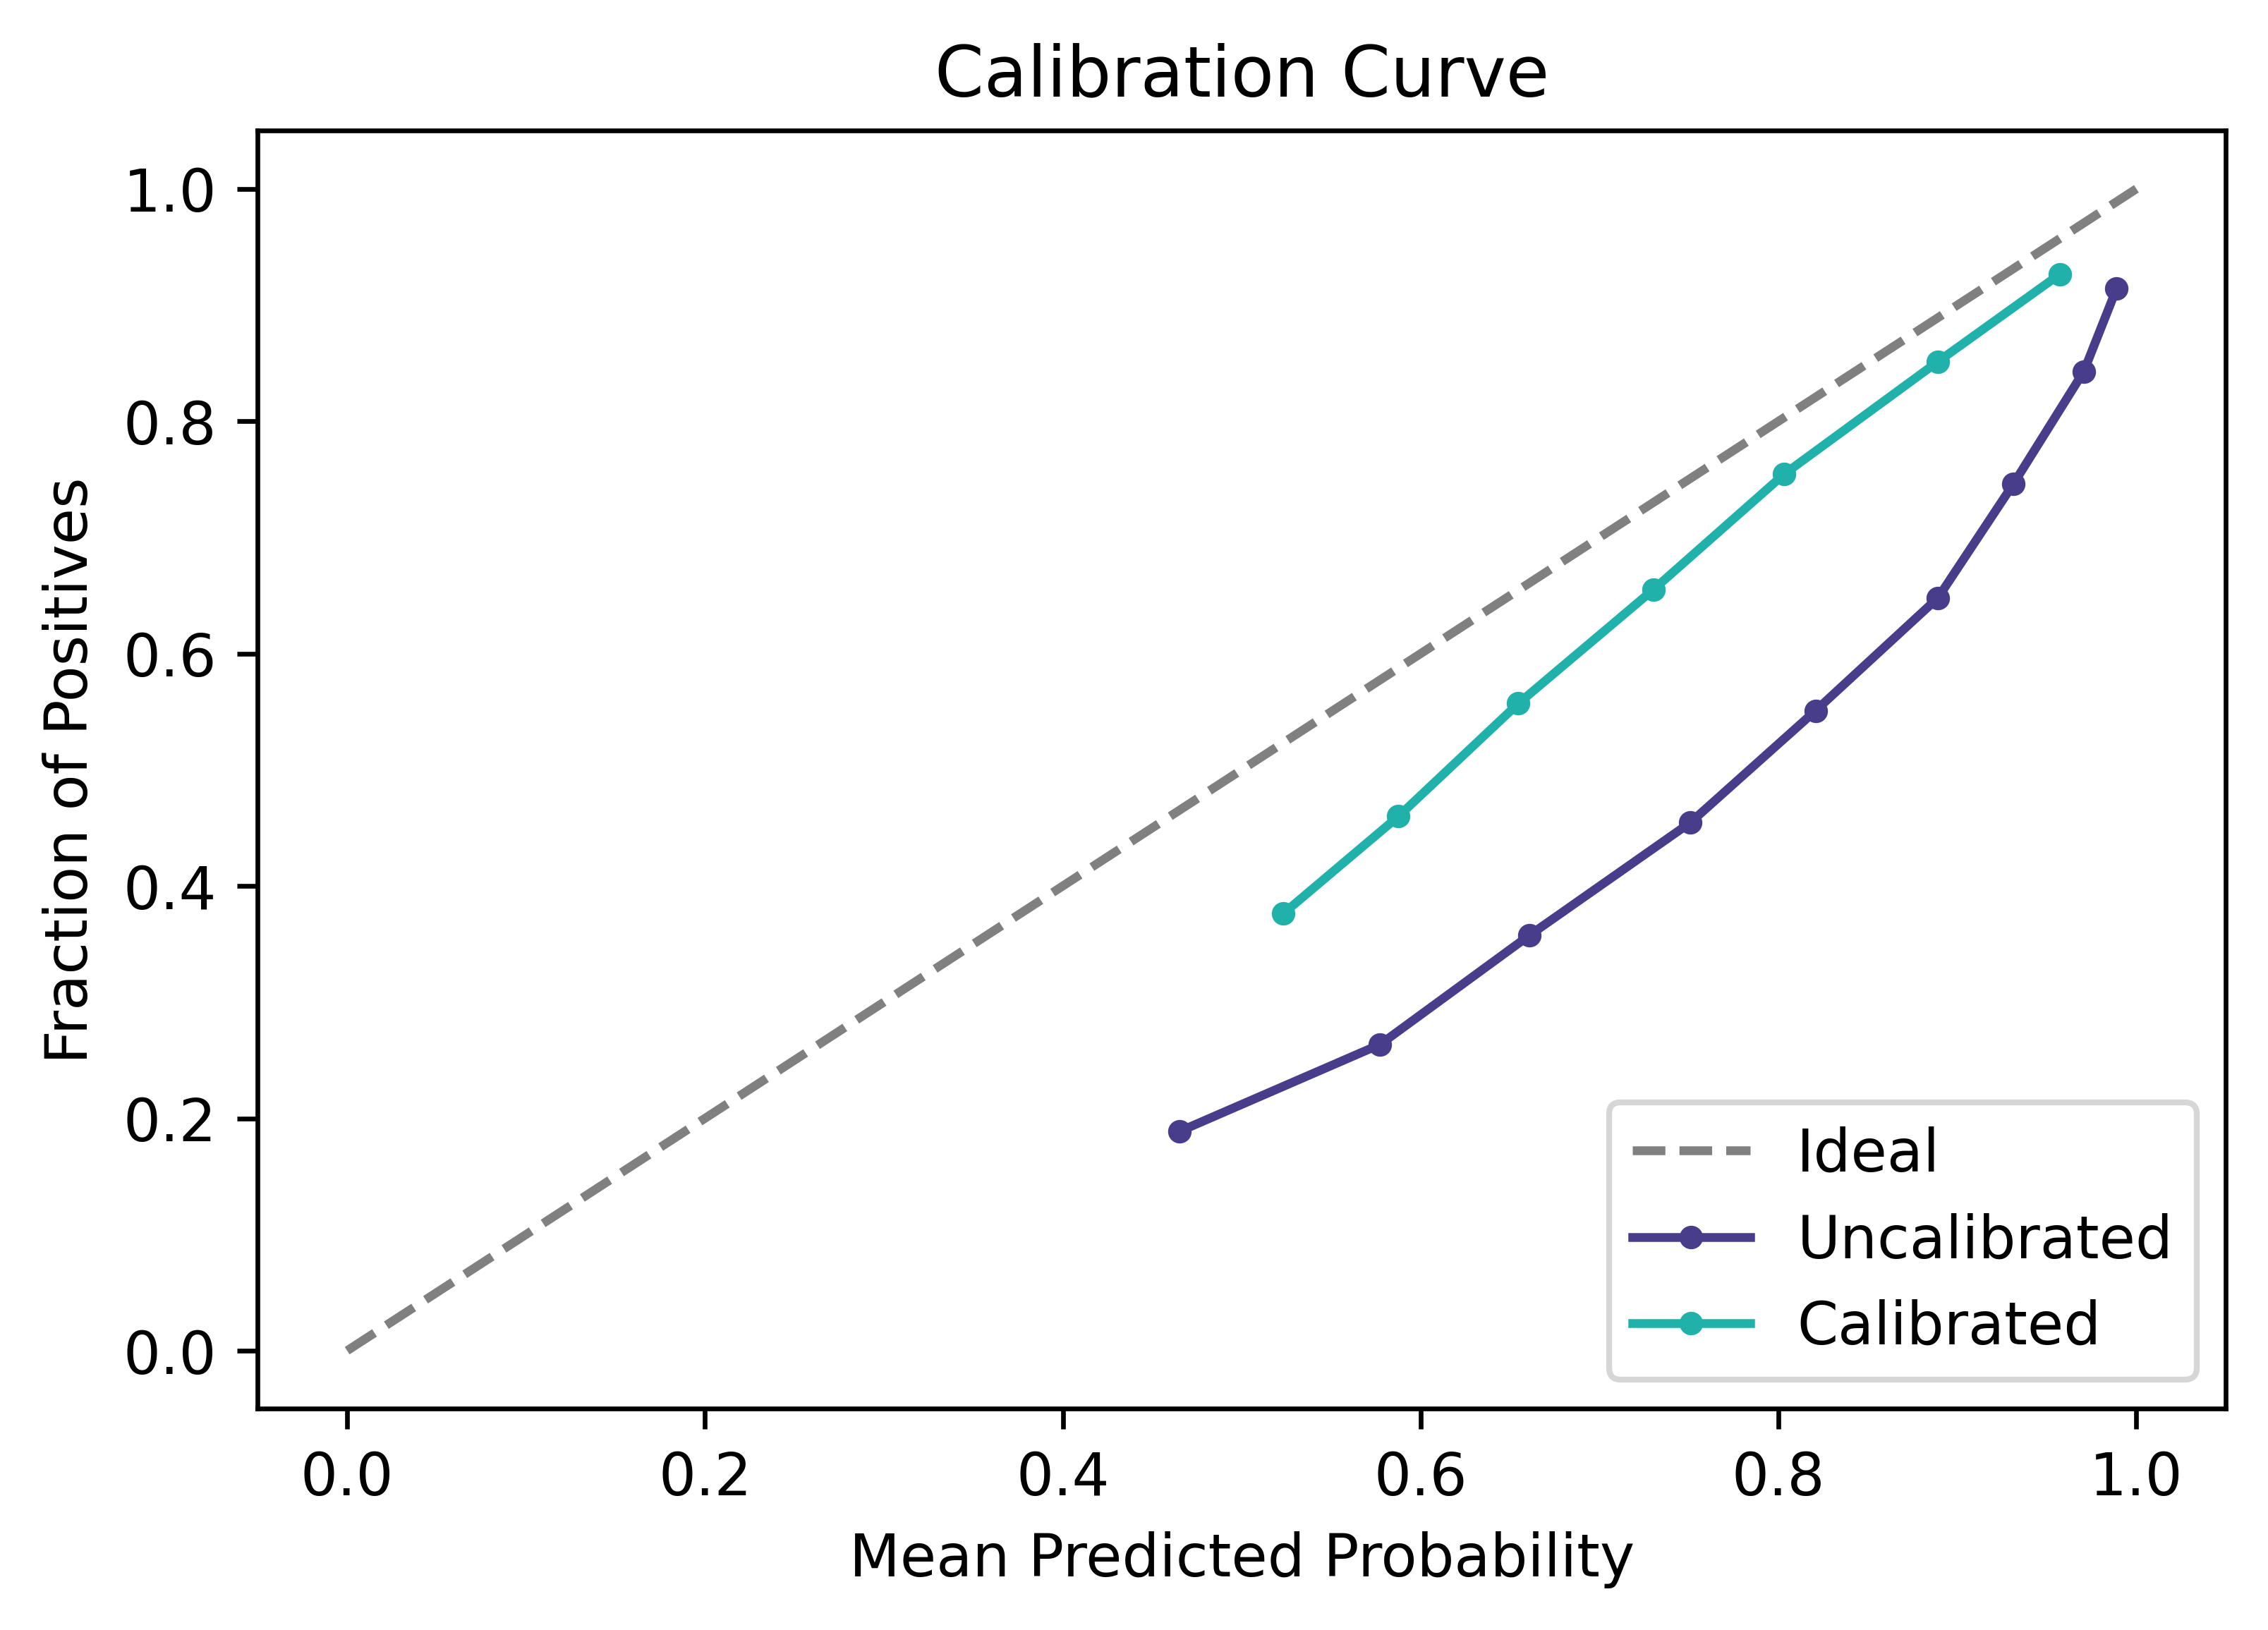 Calibration Curve
Fraction of Positives
1.0
0.8
0.6
0.4
0.2
0.0
Ideal
Uncalibrated
Calibrated
0.0 0.2 0.4 0.6 0.8 1.0
Mean Predicted Probability